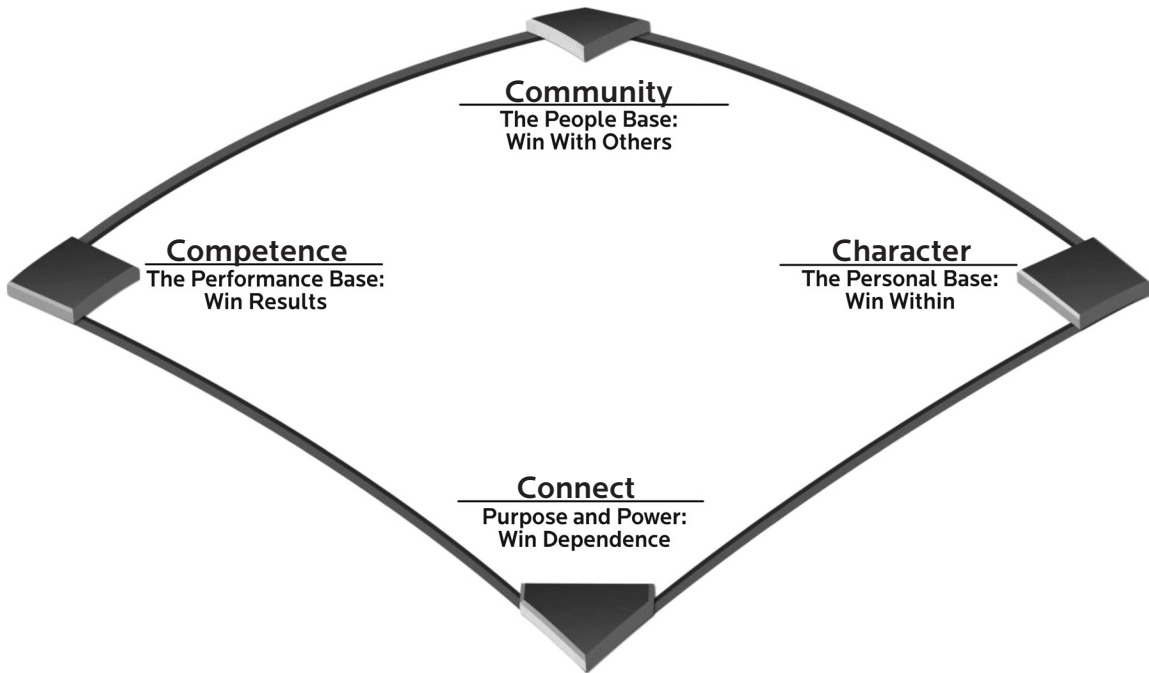 Community
The People Base:
Win With Others
Competence
The Performance Base:
Win Results
Character
The Personal Base:
Win Within
Connect
Purpose and Power:
Win Dependence